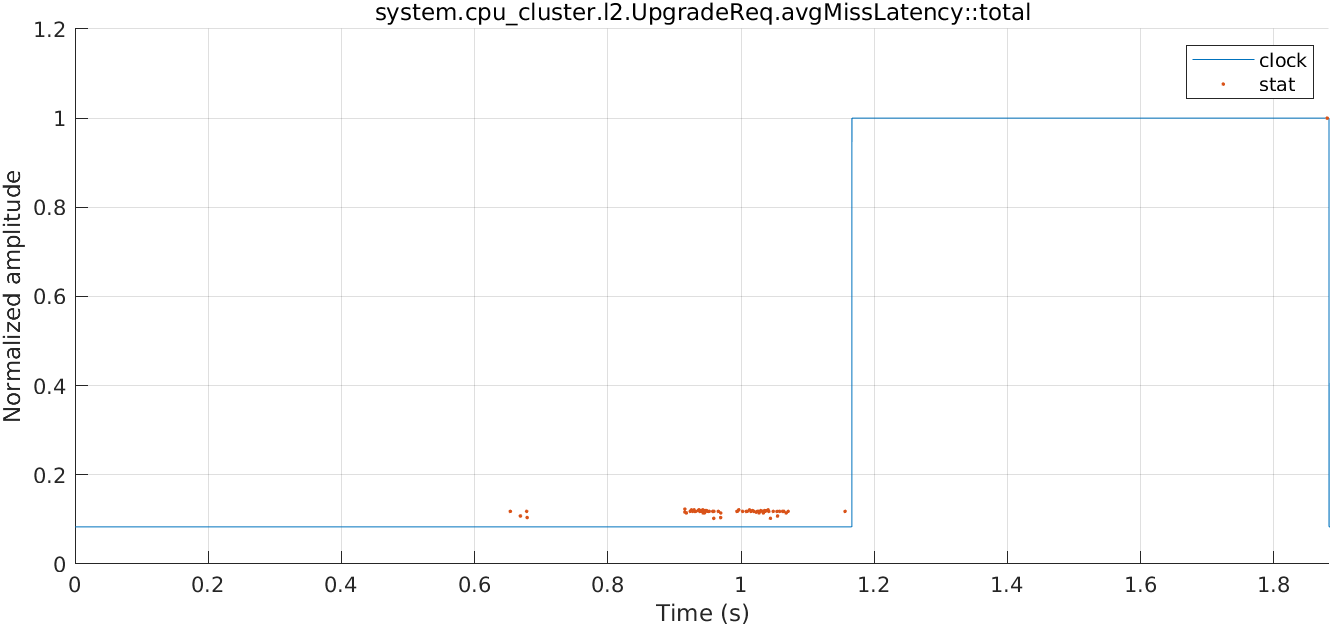 system.cpu_cluster.l2.UpgradeReq.avgMissLatency::total
1.2
1
0.8
0.6
0.4
0.2
0
Normalized amplitude
clock
stat
0 0.2 0.4 0.6 0.8 1 1.2 1.4 1.6 1.8
Time (s)